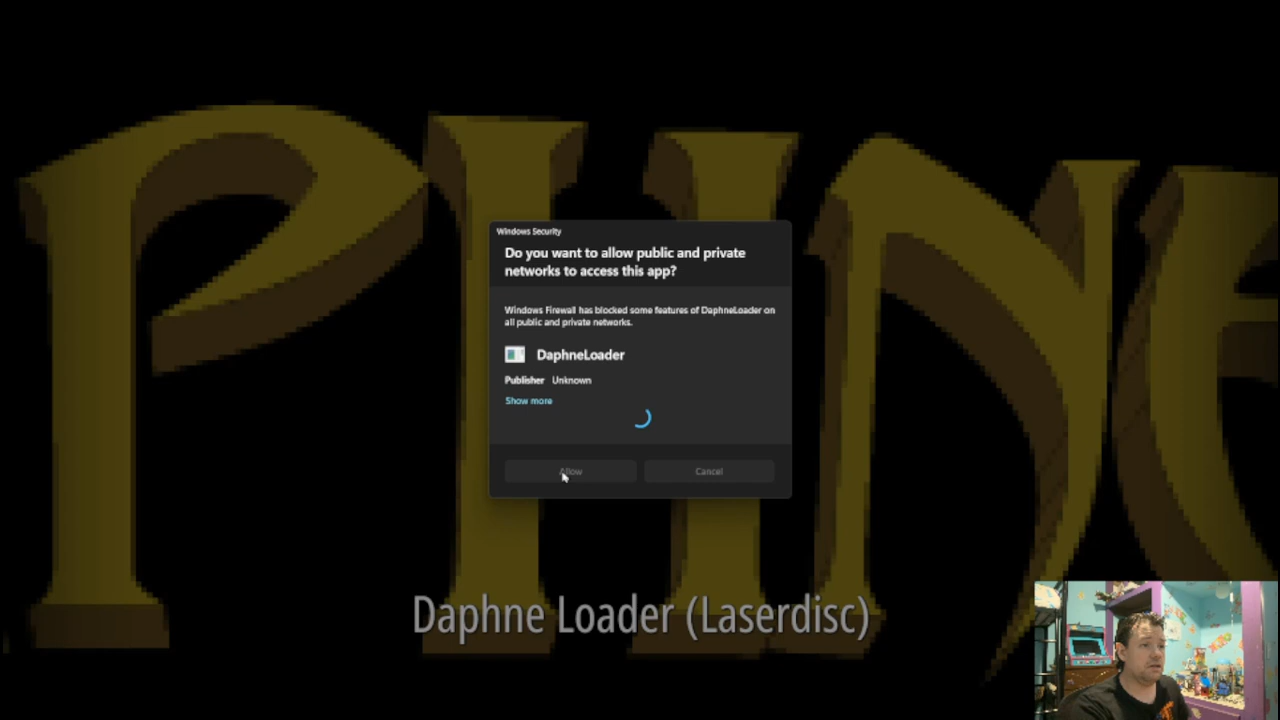 PHNE
Windows Security
Do you want to allow public and private
networks to access this app?
Windows Firewall has blocked some features of DaphneLoader on
all public and private networks.
DaphneLoader
Publisher Unknown
Show more
Allow
Cancel
Daphne Loader (Laserdisc)